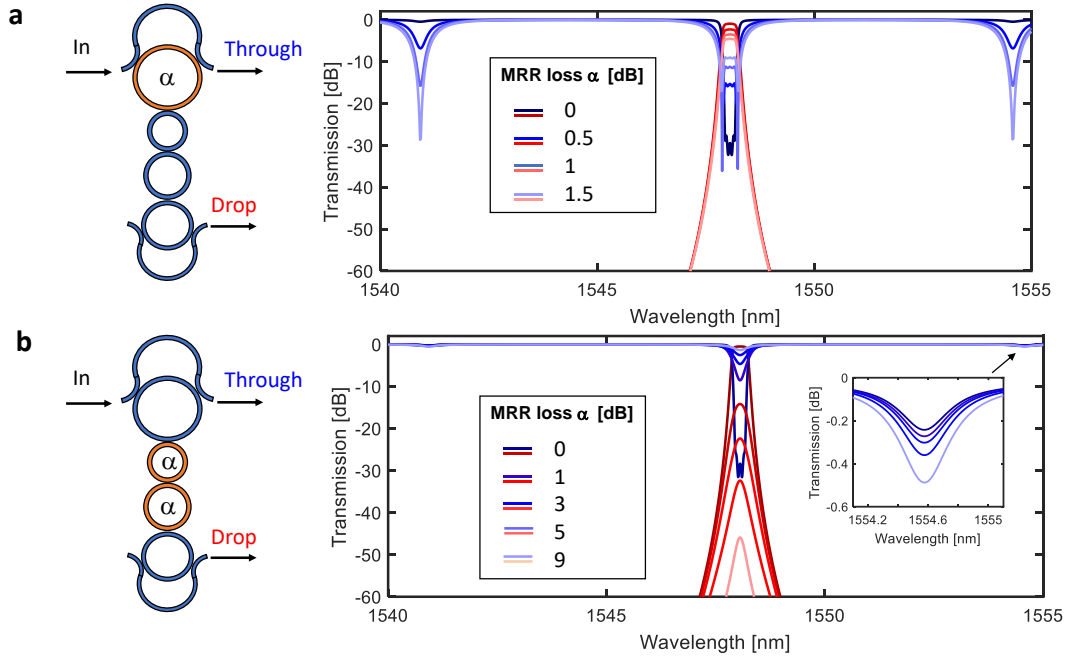 a
In
Through
α
Drop
Transmission [dB]
0
-10
-20
-30
-40
-50
-60
MRR loss α [dB]
0
0.5
1
1.5
1540
1545
1550
1555
Wavelength [nm]
b
In
Through
α
α
Drop
Transmission [dB]
0
-10
-20
-30
-40
-50
-60
MRR loss α [dB]
0
1
3
5
9
Transmission [dB]
0
-0.2
-0.4
-0.6
1554.2
1554.6
1555
Wavelength [nm]
1540
1545
1550
1555
Wavelength [nm]